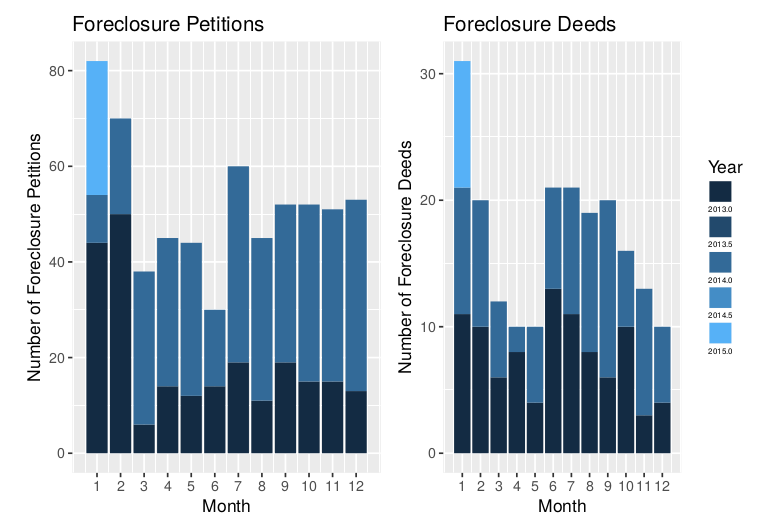 Foreclosure Petitions
Number of Foreclosure Petitions
80
60
40
20
0
1 2 3 4 5 6 7 8 9 10 11 12
Month
Foreclosure Deeds
Number of Foreclosure Deeds
30
20
10
0
1 2 3 4 5 6 7 8 9 10 11 12
Month
Year
2013.0
2013.5
2014.0
2014.5
2015.0